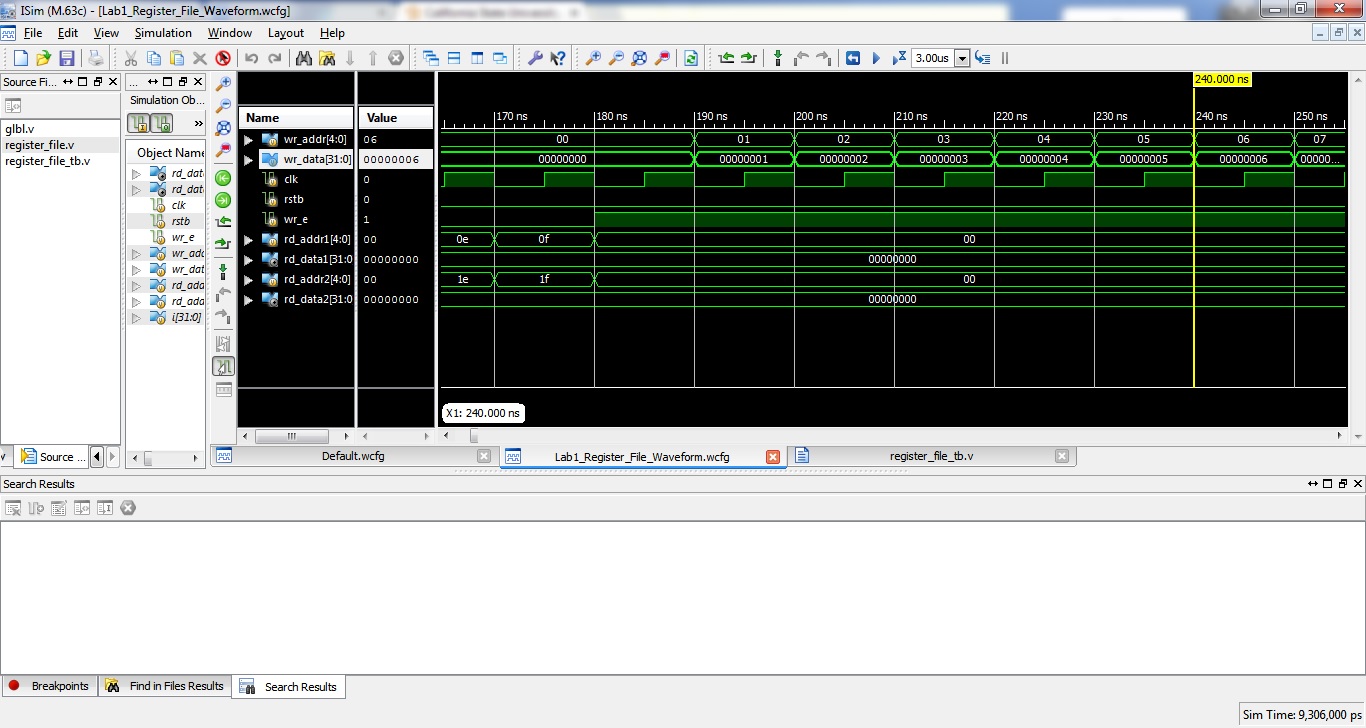 ISim (M.63c) - [Lab1_Register_File_Waveform.wcfg]
File Edit View Simulation Window Layout Help
3.00us
Source Fi...
...
Simulation Ob...
»
glbl.v
register_file.v
register_file_tb.v
Object Name
rd_dat
rd_dat
clk
rstb
wr_e
wr_adc
wr_dat
rd_add
rd_add
i[31:0]
Name Value
wr_addr[4:0] 06
wr_data[31:0] 00000006
clk 0
rstb 0
wr_e 1
rd_addr1[4:0] 00
rd_data1[31:0 00000000
rd_addr2[4:0] 00
rd_data2[31:0 00000000
240.000 ns
170 ns 180 ns 190 ns 200 ns 210 ns 220 ns 230 ns 240 ns 250 ns
00 01 02 03 04 05 06 07
00000000 00000001 00000002 00000003 00000004 00000005 00000006 00000...
0e 0f 00
00000000
1e 1f 00
00000000
X1: 240.000 ns
Source ...
Default.wcfg Lab1_Register_File_Waveform.wcfg register_file_tb.v
Search Results
Breakpoints Find in Files Results Search Results
Sim Time: 9,306,000 ps